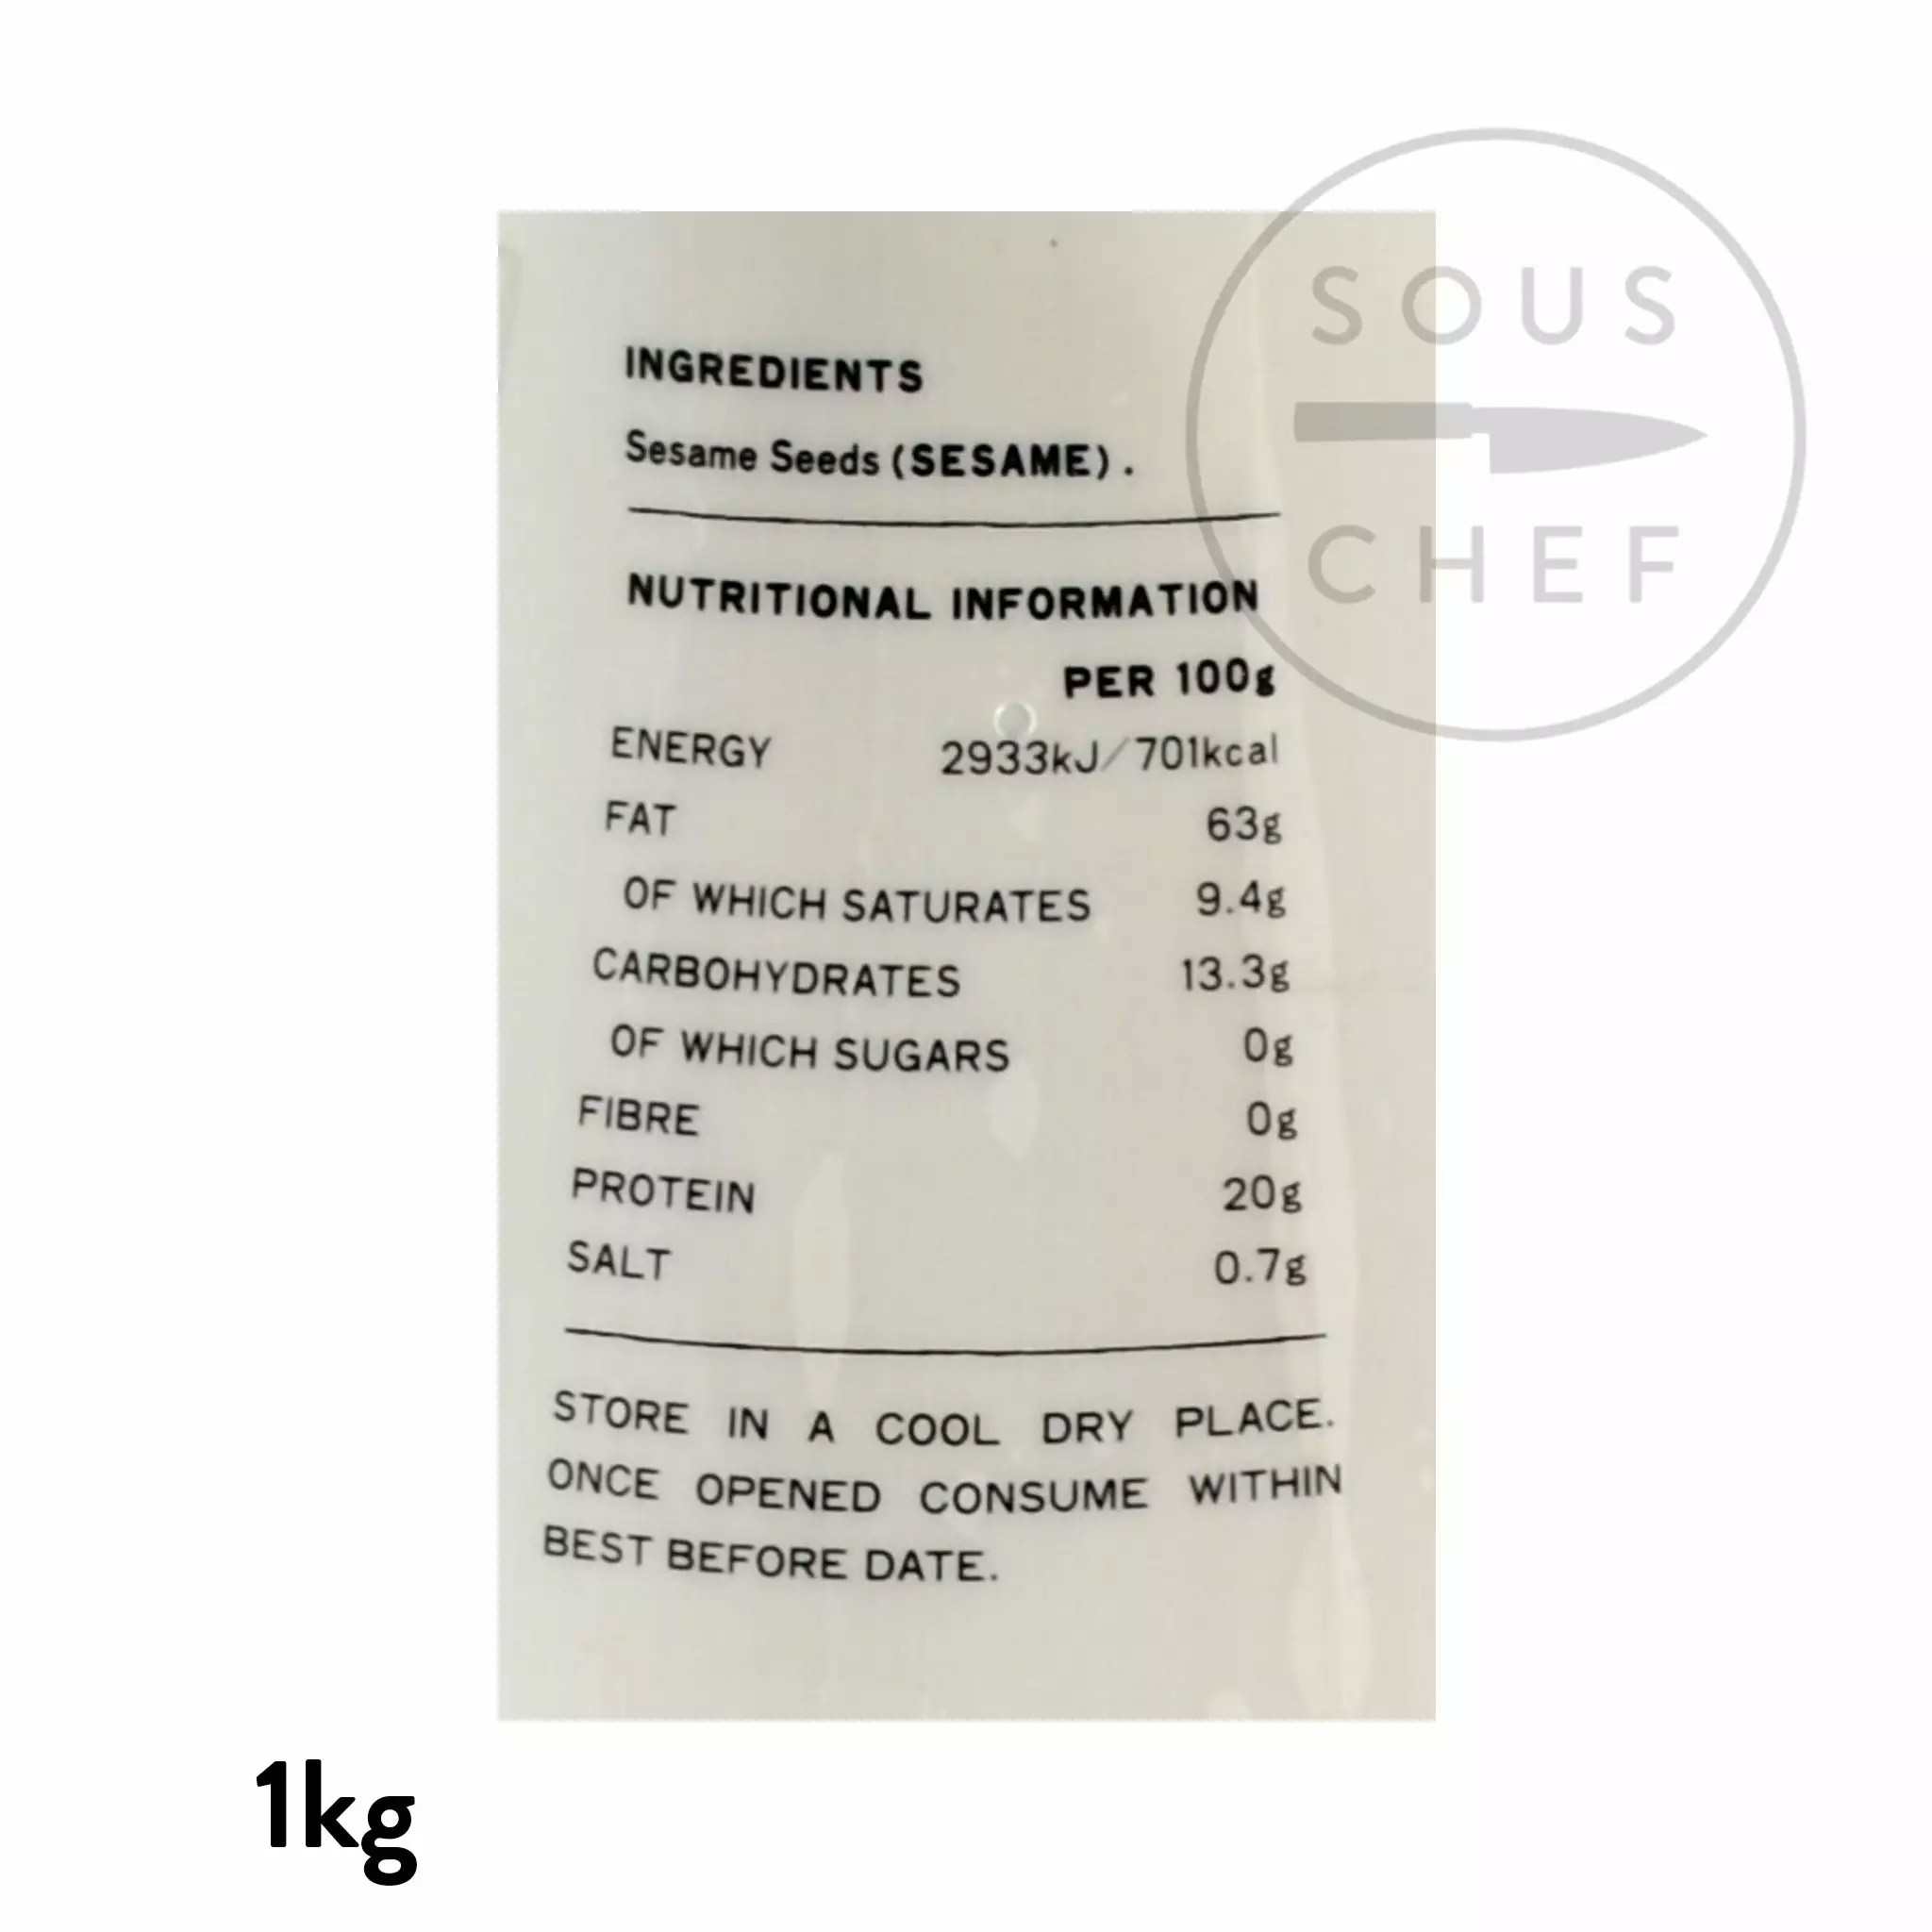 SOUS
CHEF
INGREDIENTS
Sesame Seeds (SESAME).
NUTRITIONAL INFORMATION
PER 100g
ENERGY 2933kJ/701kcal
FAT 63g
OF WHICH SATURATES 9.4g
CARBOHYDRATES 13.3g
OF WHICH SUGARS 0g
FIBRE 0g
PROTEIN 20g
SALT 0.7g
STORE IN A COOL DRY PLACE.
ONCE OPENED CONSUME WITHIN
BEST BEFORE DATE.
1kg